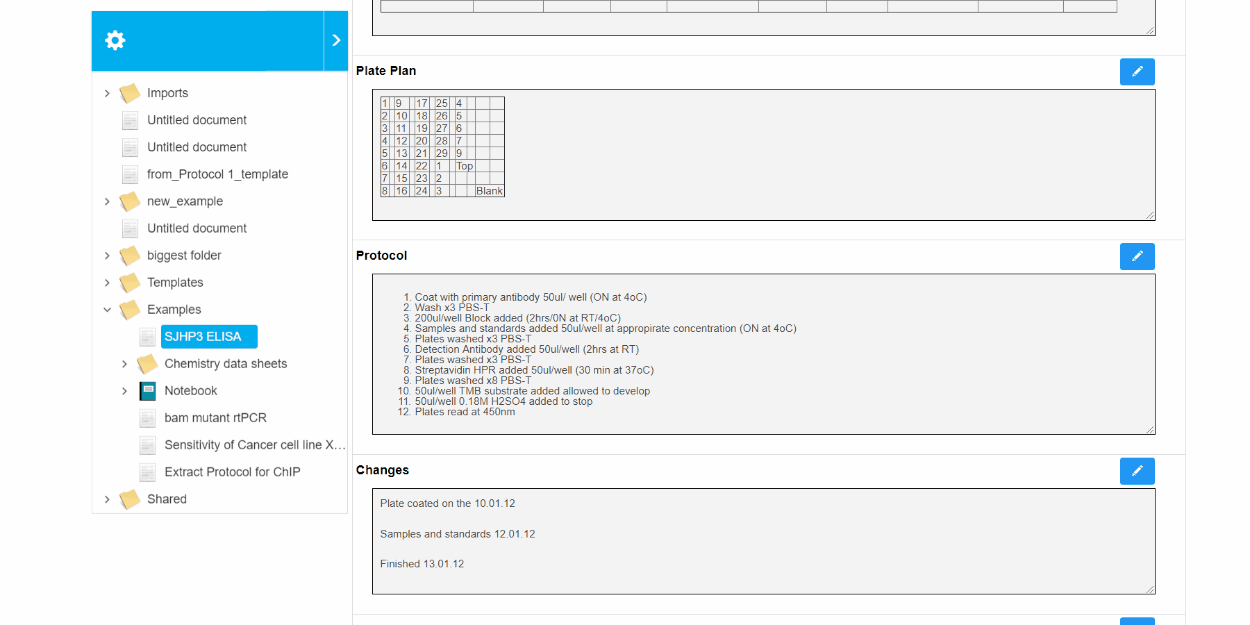 Imports
Untitled document
Untitled document
from_Protocol 1_template
new_example
Untitled document
biggest folder
Templates
Examples
SJHP3 ELISA
Chemistry data sheets
Notebook
bam mutant rtPCR
Sensitivity of Cancer cell line X...
Extract Protocol for ChIP
Shared
Plate Plan
1 9 17 25 4
2 10 18 26 5
3 11 19 27 6
4 12 20 28 7
5 13 21 29 9
6 14 22 1 Top
7 15 23 2
8 16 24 3 Blank
Protocol
1. Coat with primary antibody 50ul/ well (ON at 4oC)
2. Wash x3 PBS-T
3. 200ul/well Block added (2hrs/0N at RT/4oC)
4. Samples and standards added 50ul/well at appropirate concentration (ON at 4oC)
5. Plates washed x3 PBS-T
6. Detection Antibody added 50ul/well (2hrs at RT)
7. Plates washed x3 PBS-T
8. Streptavidin HPR added 50ul/well (30 min at 37oC)
9. Plates washed x8 PBS-T
10. 50ul/well TMB substrate added allowed to develop
11. 50ul/well 0.18M H2SO4 added to stop
12. Plates read at 450nm
Changes
Plate coated on the 10.01.12
Samples and standards 12.01.12
Finished 13.01.12